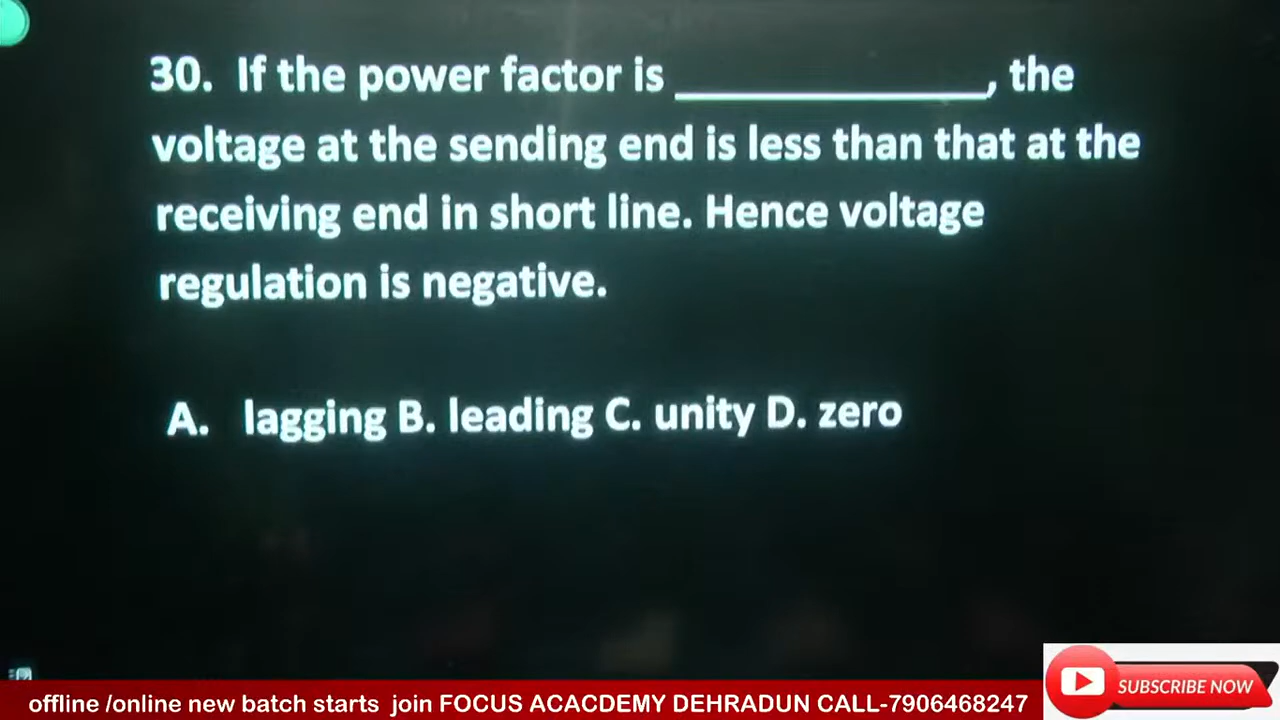 30. If the power factor is ______________, the
voltage at the sending end is less than that at the
receiving end in short line. Hence voltage
regulation is negative.
A. lagging B. leading C. unity D. zero
offline /online new batch starts join FOCUS ACACDEMY DEHRADUN CALL-7906468247
SUBSCRIBE NOW